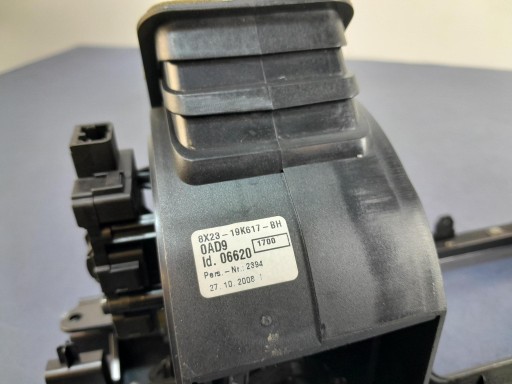 8X23-19K617-BH
0AD9 1700
Id. 06620
Pers.-Nr.: 2394
27.10.2008